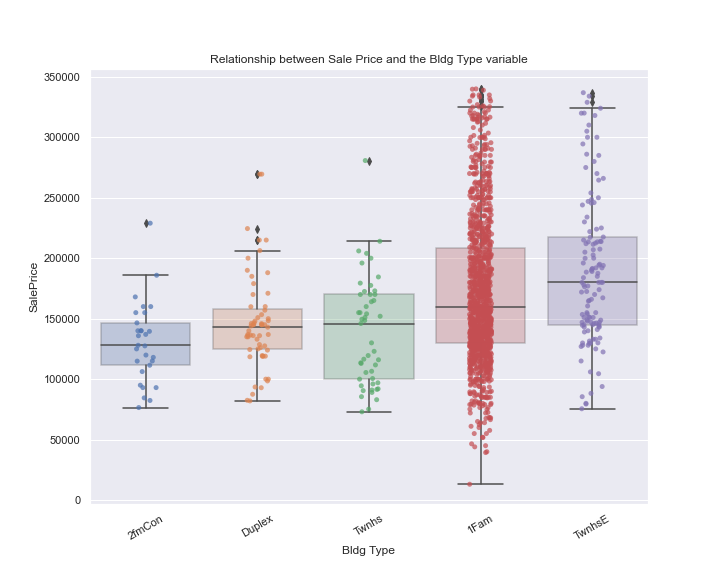 Relationship between Sale Price and the Bldg Type variable
350000
300000
250000
200000
150000
100000
50000
0
SalePrice
2fmCon
Duplex
Twnhs
1Fam
TwnhsE
Bldg Type